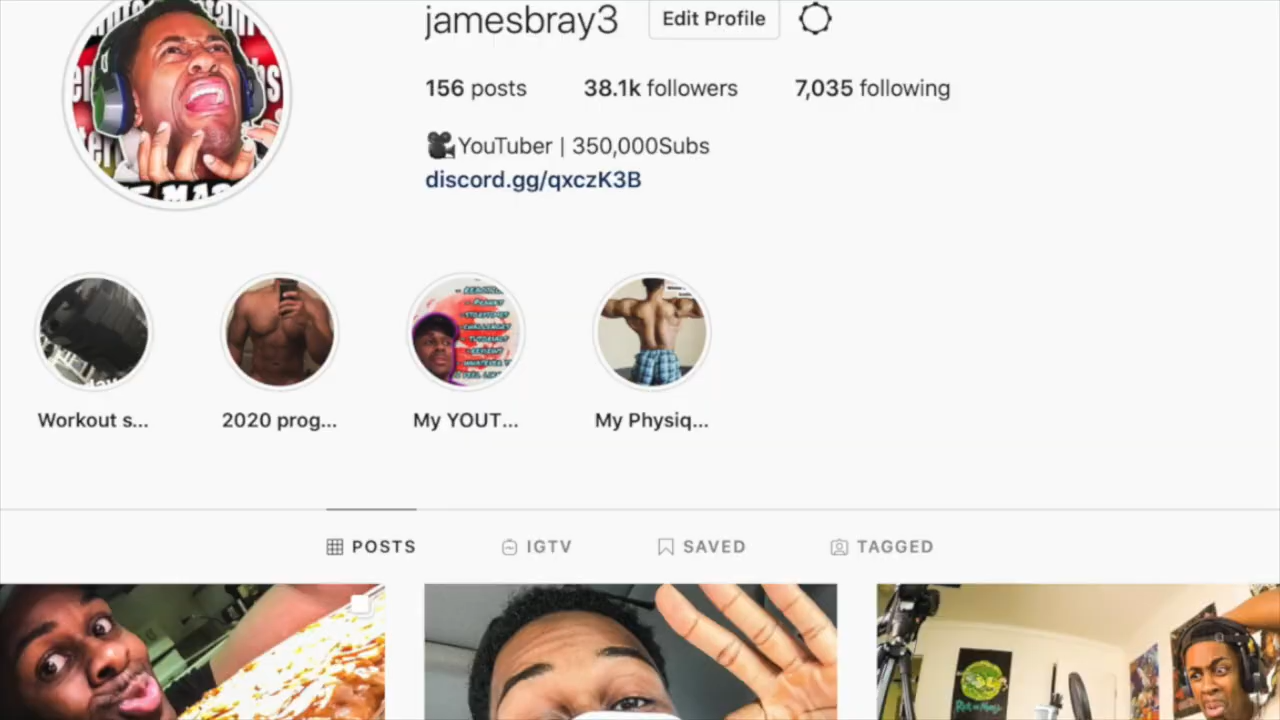 jamesbray3 Edit Profile
156 posts 38.1k followers 7,035 following
YouTuber | 350,000Subs
discord.gg/qxczK3B
Workout s... 2020 prog... My YOUT... My Physiq...
POSTS IGTV SAVED TAGGED